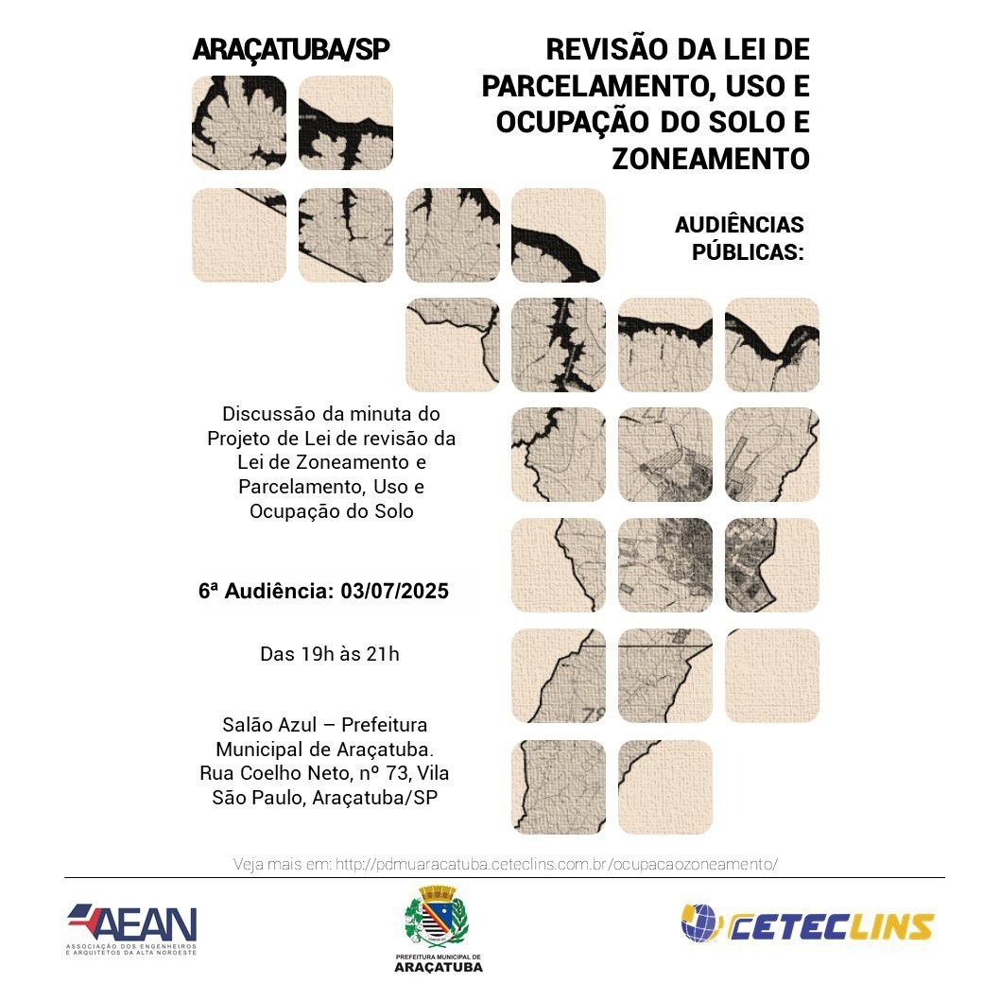 ARAÇATUBA/SP
REVISÃO DA LEI DE
PARCELAMENTO, USO E
OCUPAÇÃO DO SOLO E
ZONEAMENTO
AUDIÊNCIAS
PÚBLICAS:
Discussão da minuta do
Projeto de Lei de revisão da
Lei de Zoneamento e
Parcelamento, Uso e
Ocupação do Solo
6ª Audiência: 03/07/2025
Das 19h às 21h
Salão Azul – Prefeitura
Municipal de Araçatuba.
Rua Coelho Neto, nº 73, Vila
São Paulo, Araçatuba/SP
Veja mais em: http://pdmuaracatuba.ceteclins.com.br/ocupacaozoneamento/
AEAN
ASSOCIAÇÃO DOS ENGENHEIROS
E ARQUITETOS DA ALTA NOROESTE
PREFEITURA MUNICIPAL DE
ARAÇATUBA
CETECLINS